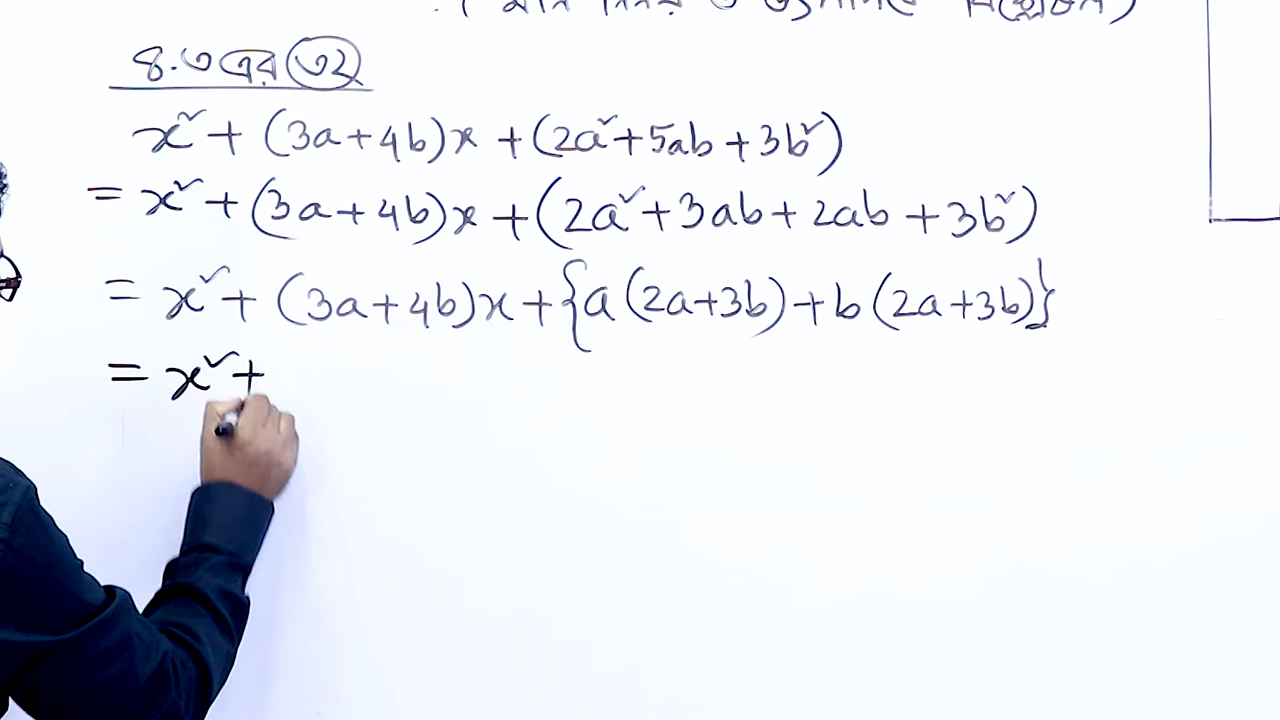 ৪.৩ এর ৩২
x² + (3a+4b)x + (2a²+5ab+3b²)
= x² + (3a+4b)x + (2a²+3ab+2ab+3b²)
= x² + (3a+4b)x + {a(2a+3b)+b(2a+3b)}
= x² +